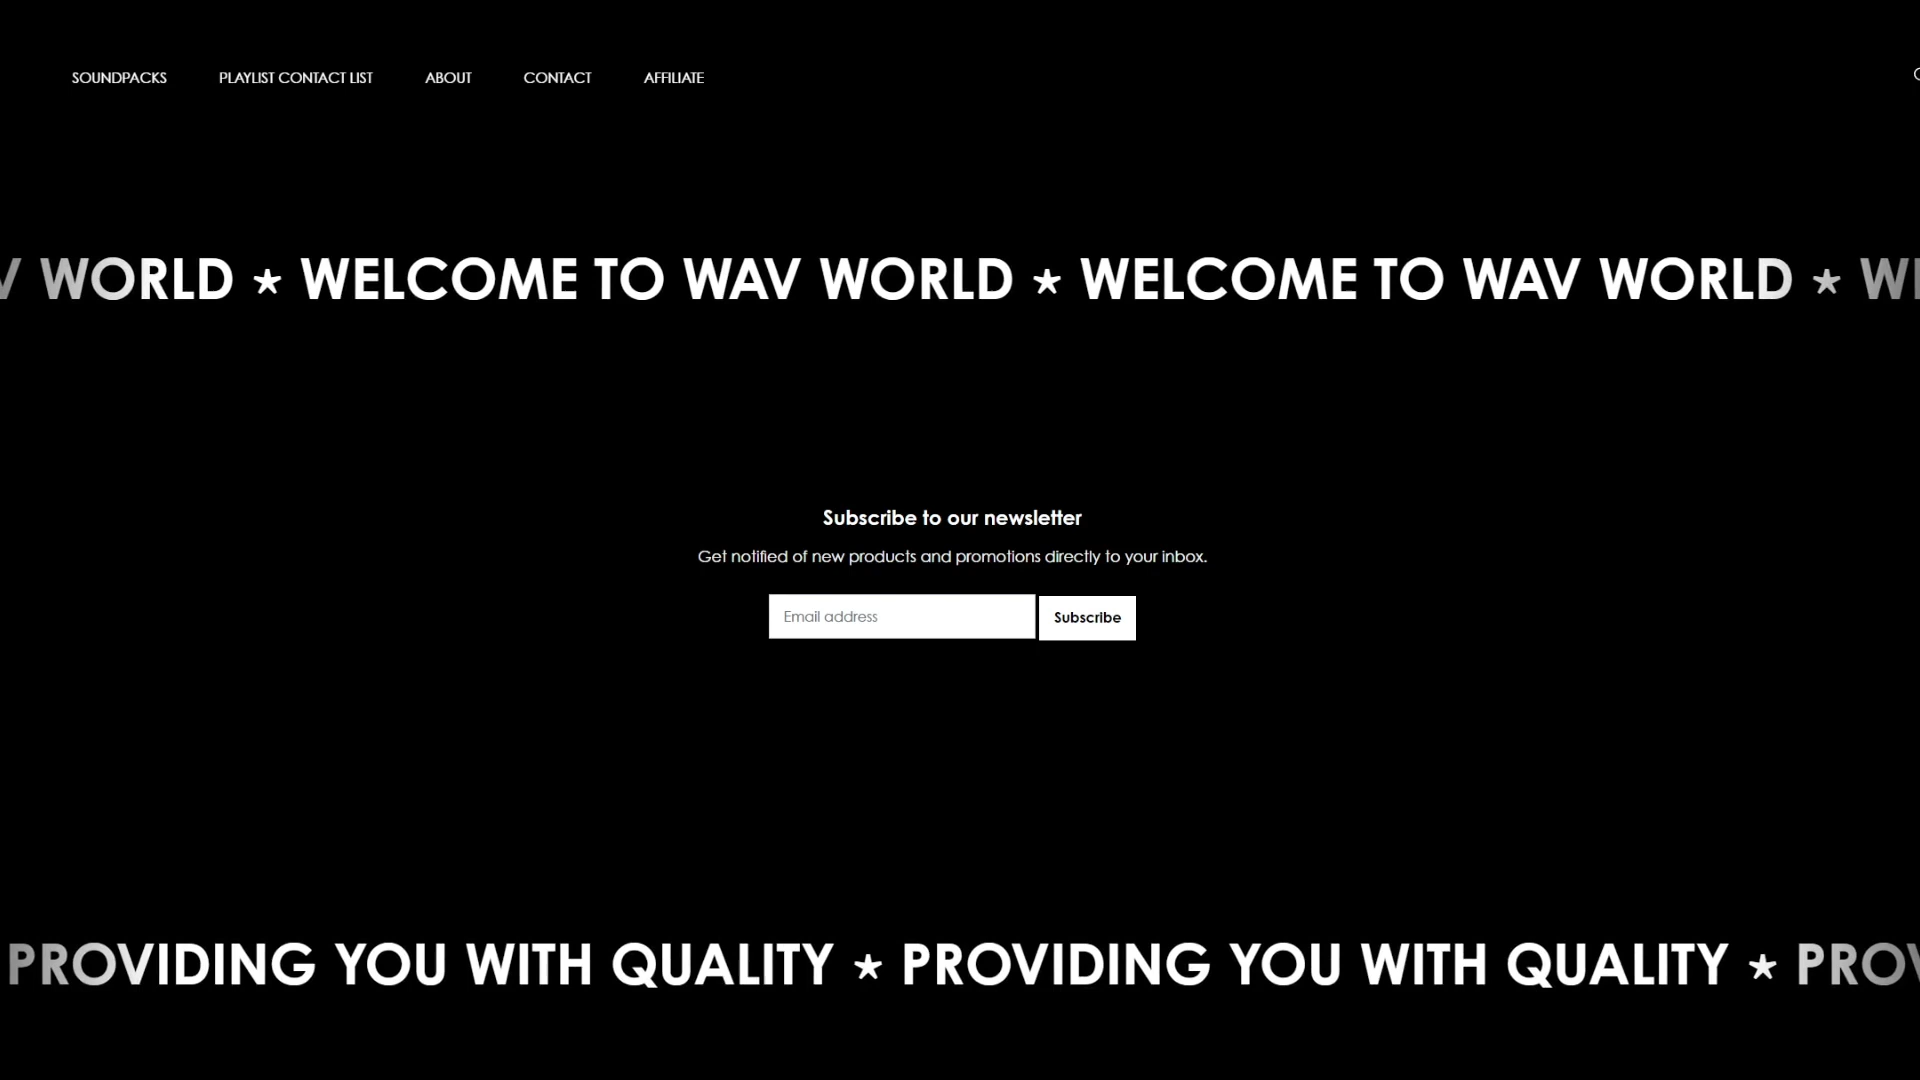 SOUNDPACKS PLAYLIST CONTACT LIST ABOUT CONTACT AFFILIATE
WORLD ★ WELCOME TO WAV WORLD ★ WELCOME TO WAV WORLD ★
Subscribe to our newsletter
Get notified of new products and promotions directly to your inbox.
Email address Subscribe
PROVIDING YOU WITH QUALITY ★ PROVIDING YOU WITH QUALITY ★